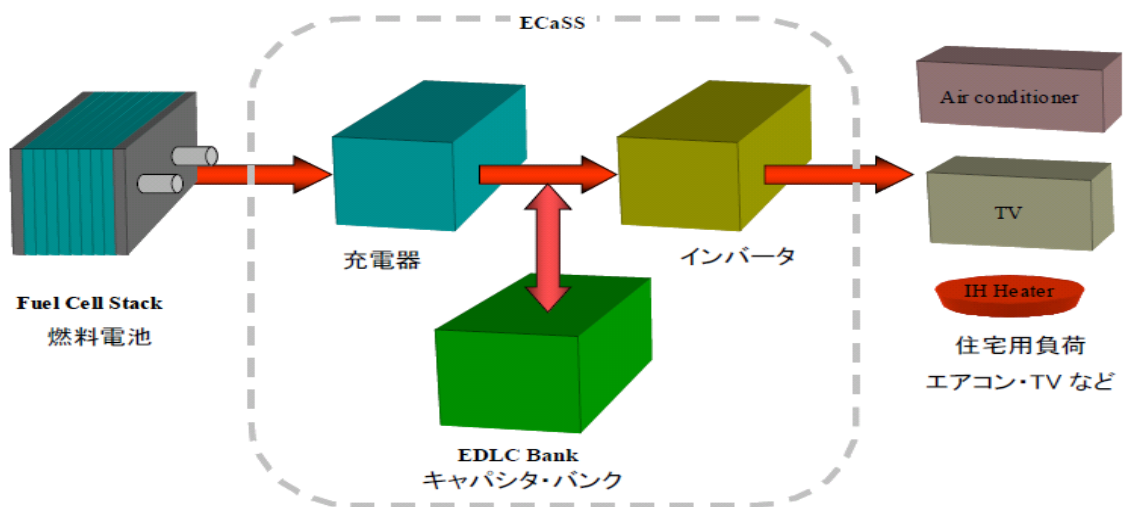 ECaSS
Air conditioner
TV
充電器
インバータ
Fuel Cell Stack
燃料電池
IH Heater
住宅用負荷
エアコン・TV など
EDLC Bank
キャパシタ・バンク